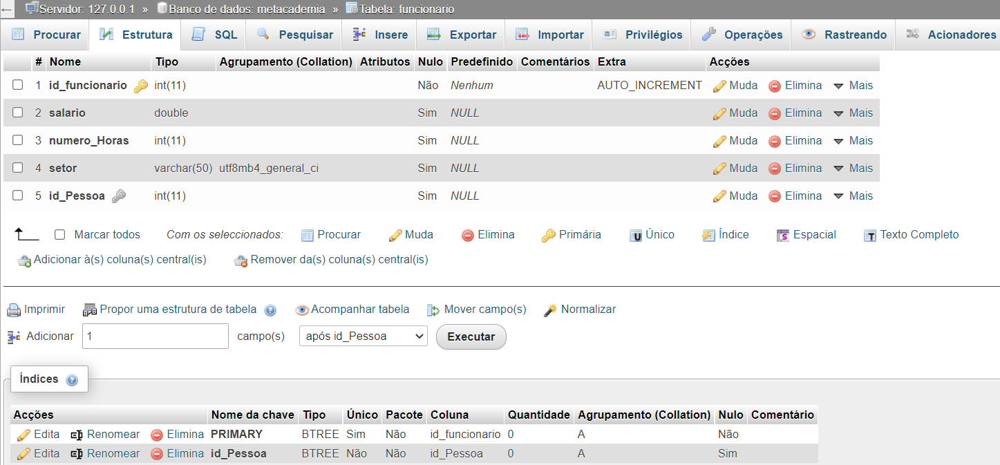 Servidor: 127.0.0.1 » Banco de dados: metacademia » Tabela: funcionario
Procurar Estrutura SQL Pesquisar Insere Exportar Importar Privilégios Operações Rastreando Acionadores
# Nome Tipo Agrupamento (Collation) Atributos Nulo Predefinido Comentários Extra Acções
1 id_funcionario int(11) Não Nenhum AUTO_INCREMENT Muda Elimina Mais
2 salario double Sim NULL Muda Elimina Mais
3 numero_Horas int(11) Sim NULL Muda Elimina Mais
4 setor varchar(50) utf8mb4_general_ci Sim NULL Muda Elimina Mais
5 id_Pessoa int(11) Sim NULL Muda Elimina Mais
Marcar todos Com os seleccionados: Procurar Muda Elimina Primária Único Índice Espacial Texto Completo
Adicionar à(s) coluna(s) central(is) Remover da(s) coluna(s) central(is)
Imprimir Propor uma estrutura de tabela Acompanhar tabela Mover campo(s) Normalizar
Adicionar 1 campo(s) após id_Pessoa Executar
Índices
Acções Nome da chave Tipo Único Pacote Coluna Quantidade Agrupamento (Collation) Nulo Comentário
Edita Renomear Elimina PRIMARY BTREE Sim Não id_funcionario 0 A Não
Edita Renomear Elimina id_Pessoa BTREE Não Não id_Pessoa 0 A Sim